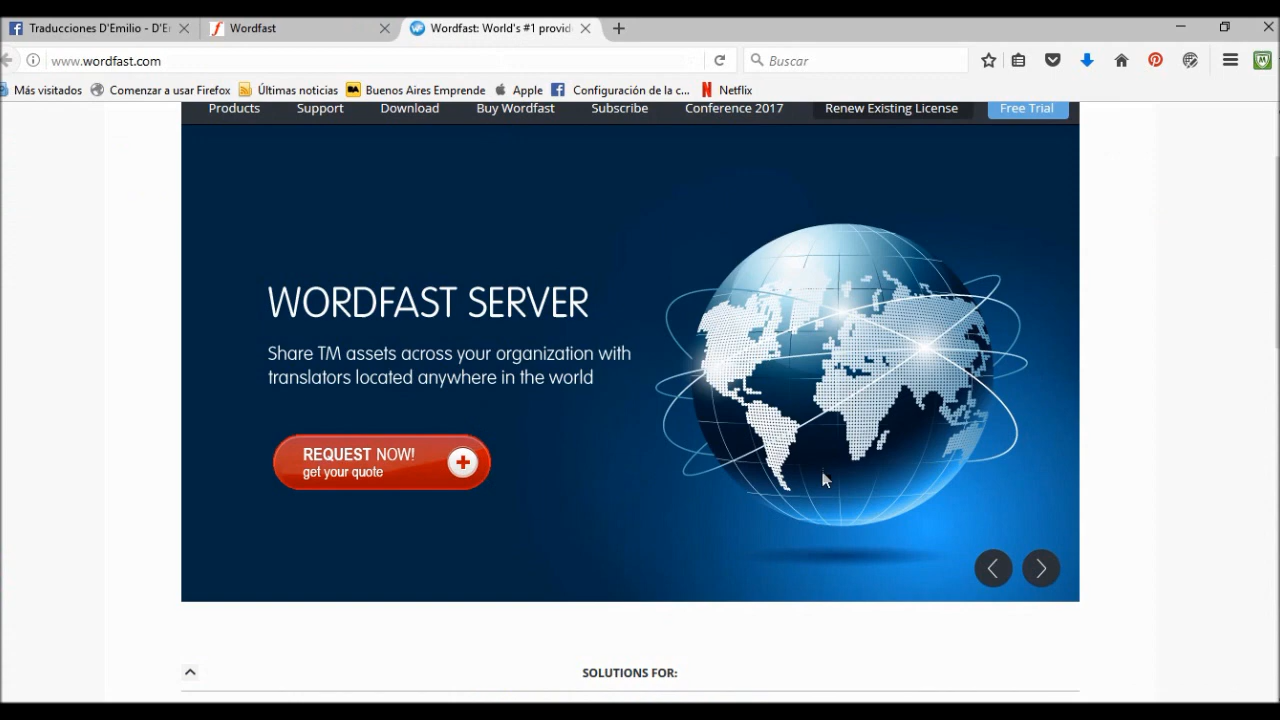 Traducciones D'Emilio - D'E
Wordfast
Wordfast: World's #1 provid
www.wordfast.com
Buscar
Más visitados
Comenzar a usar Firefox
Últimas noticias
Buenos Aires Emprende
Apple
Configuración de la c...
Netflix
Products
Support
Download
Buy Wordfast
Subscribe
Conference 2017
Renew Existing License
Free Trial
WORDFAST SERVER
Share TM assets across your organization with
translators located anywhere in the world
REQUEST NOW!
get your quote
SOLUTIONS FOR: